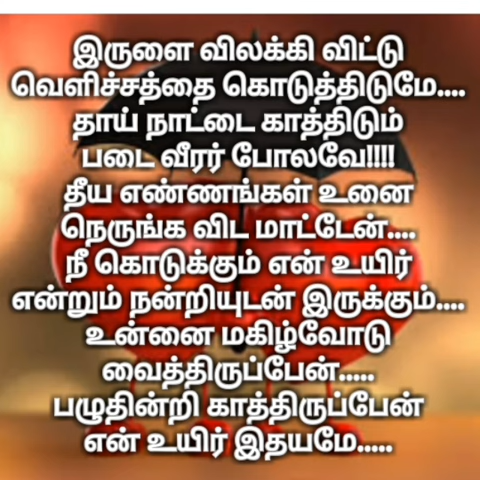 இருளை விலக்கி விட்டு
வெளிச்சத்தை கொடுத்திடுமே....
தாய் நாட்டை காத்திடும்
படை வீரர் போலவே!!!!
தீய எண்ணங்கள் உனை
நெருங்க விட மாட்டேன்....
நீ கொடுக்கும் என் உயிர்
என்றும் நன்றியுடன் இருக்கும்....
உன்னை மகிழ்வோடு
வைத்திருப்பேன்.....
பழுதின்றி காத்திருப்பேன்
என் உயிர் இதயமே.....